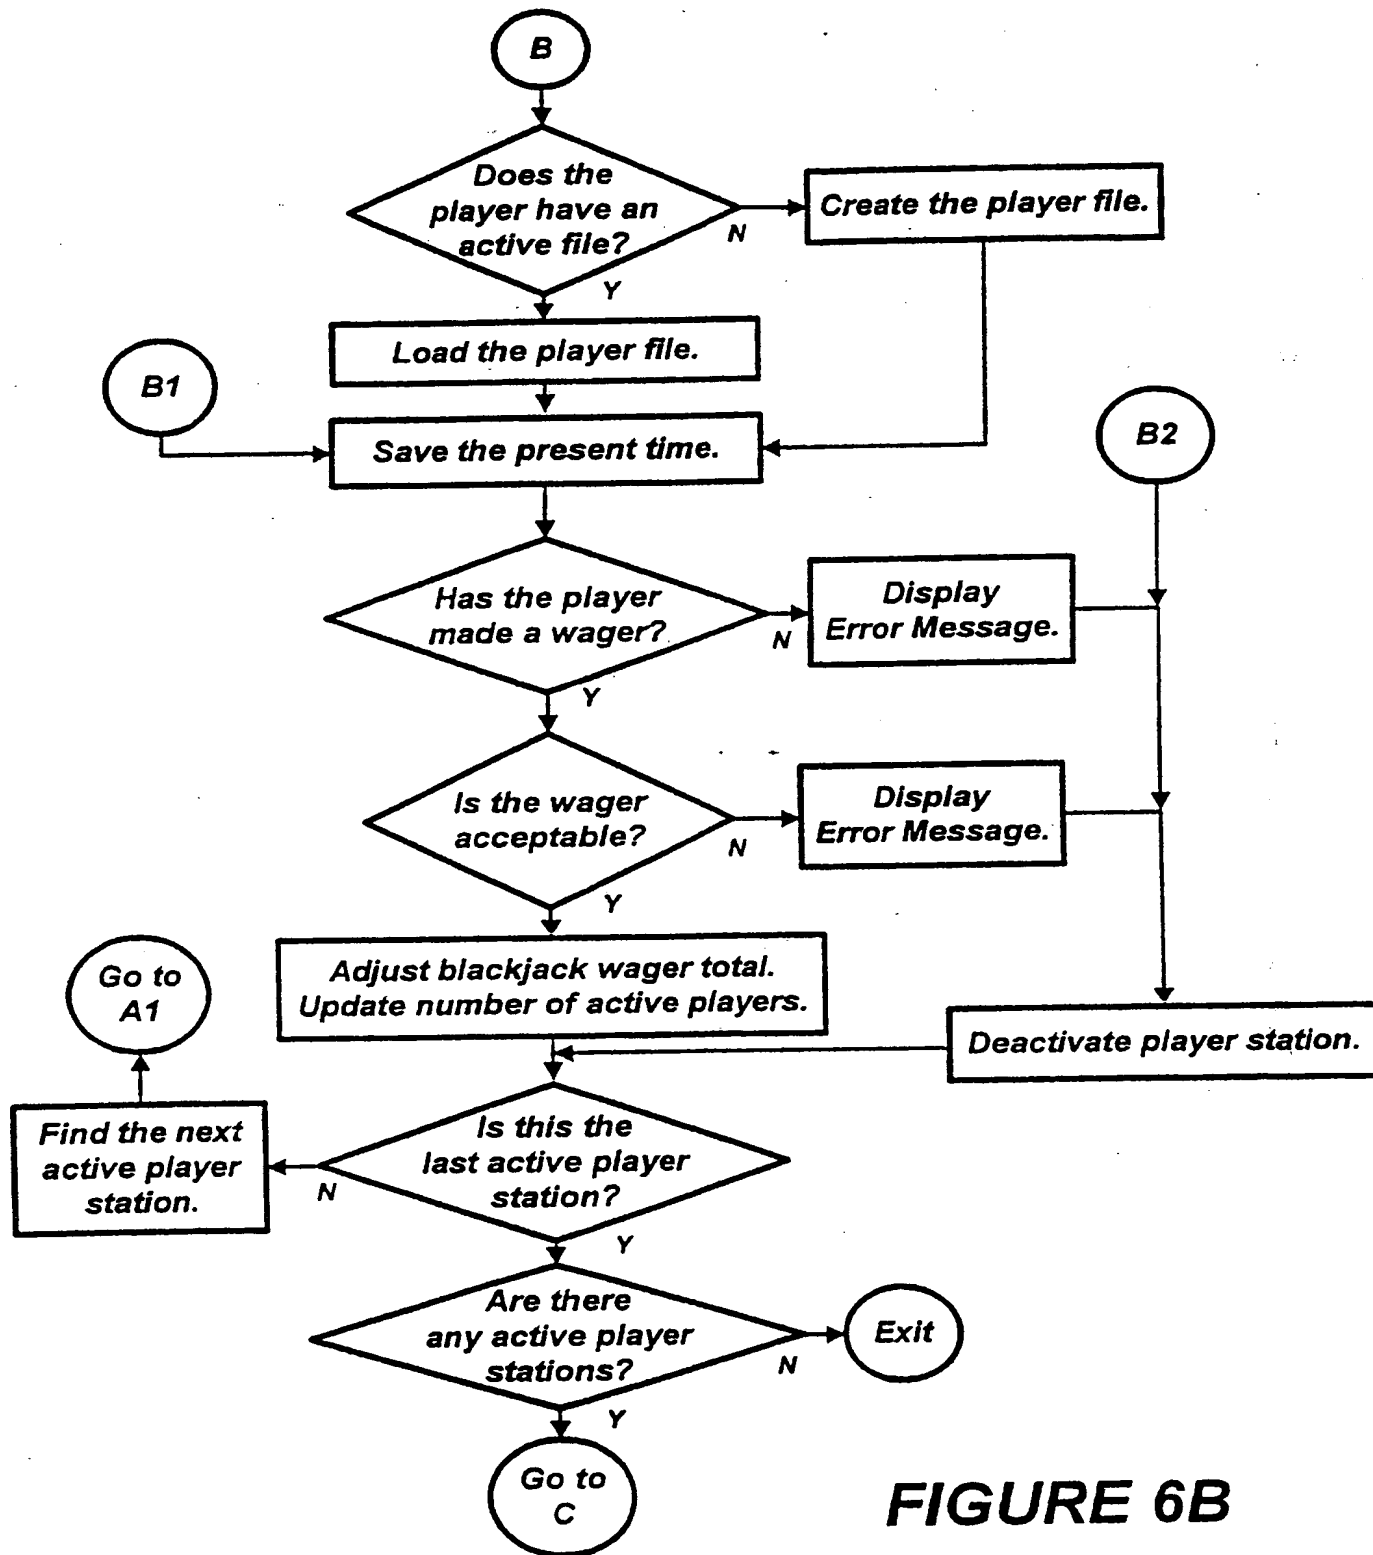 B
Does the
player have an
active file?
N
Create the player file.
Y
Load the player file.
B1
Save the present time.
B2
Has the player
made a wager?
N
Display
Error Message.
Y
Is the wager
acceptable?
N
Display
Error Message.
Y
Go to
A1
Adjust blackjack wager total.
Update number of active players.
Deactivate player station.
Find the next
active player
station.
N
Is this the
last active player
station?
Y
Are there
any active player
stations?
N
Exit
Y
Go to
C
FIGURE 6B